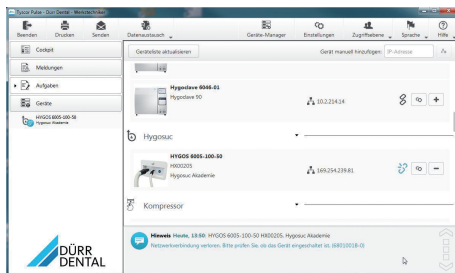 Tyscor Pulse - Dürr Dental - Werkstechniker
Beenden
Drucken
Senden
Datenaustausch
Geräte-Manager
Einstellungen
Zugriffsebene
Sprache
Hilfe
Cockpit
Meldungen
Aufgaben
Geräte
HYGOS 6005-100-50
Hygosuc Akademie
Geräteliste aktualisieren
Gerät manuell hinzufügen:
IP-Adresse
Hygoclave 6046-01
Hygoclave 90
10.2.214.14
Hygosuc
HYGOS 6005-100-50
HX00205
Hygosuc Akademie
169.254.239.81
Kompressor
Hinweis Heute, 13:50: HYGOS 6005-100-50 HX00205, Hygosuc Akademie
Netzwerkverbindung verloren. Bitte prüfen Sie, ob das Gerät eingeschaltet ist. (68010018-0)
DÜRR
DENTAL